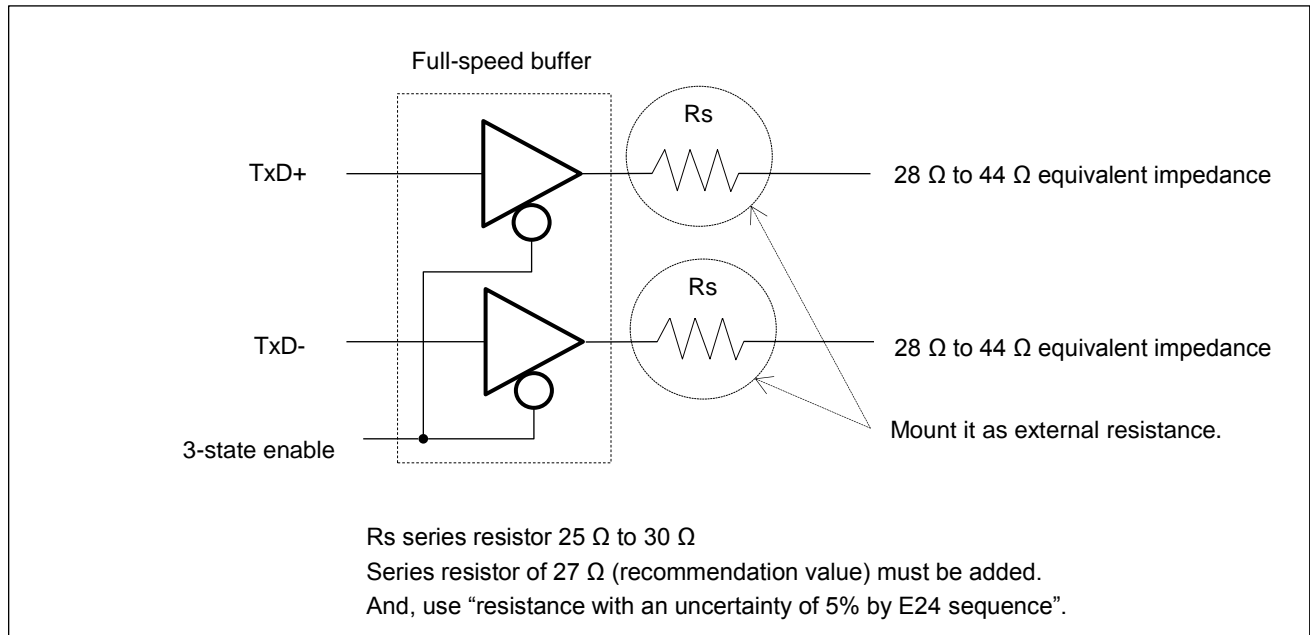 Full-speed buffer
Rs
TxD+
28 Ω to 44 Ω equivalent impedance
Rs
TxD-
28 Ω to 44 Ω equivalent impedance
Mount it as external resistance.
3-state enable
Rs series resistor 25 Ω to 30 Ω
Series resistor of 27 Ω (recommendation value) must be added.
And, use “resistance with an uncertainty of 5% by E24 sequence”.